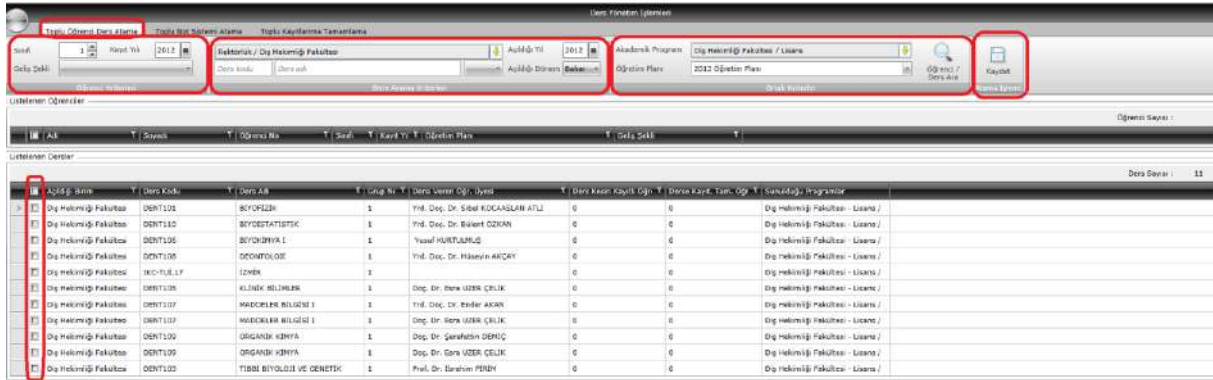 Ders Yönetim İşlemleri
Toplu Öğrenci Ders Atama Toplu Not Sistemi Atama Toplu Kayıtlanma Tamamlama
Sınıfı 1 Kayıt Yılı 2012 Rektörlük / Diş Hekimliği Fakültesi Açıldığı Yıl 2012 Akademik Program Diş Hekimliği Fakültesi / Lisans
Geliş Şekli Ders kodu Ders adı Açıldığı Dönem Bahar Öğretim Planı 2012 Öğretim Planı Öğrenci / Ders Ara Kaydet
Öğrenci Kriterleri Ders Arama Kriterleri Ortak Kriterler Atama İşlemi
Listelenen Öğrenciler
Öğrenci Sayısı :
Adı Soyadı Öğrenci No Sınıfı Kayıt Yı Öğretim Planı Geliş Şekli
Listelenen Dersler
Ders Sayısı : 11
Açıldığı Birim Ders Kodu Ders Adı Grup Nr Ders Veren Öğr. Üyesi Ders Kesin Kayıtlı Öğr Derse Kayıt. Tam. Öğr Sunulduğu Programlar
Diş Hekimliği Fakültesi DENT101 BİYOFİZİK 1 Yrd. Doç. Dr. Sibel KOCAASLAN ATLI 0 0 Diş Hekimliği Fakültesi - Lisans /
Diş Hekimliği Fakültesi DENT110 BİYOİSTATİSTİK 1 Yrd. Doç. Dr. Bülent ÖZKAN 0 0 Diş Hekimliği Fakültesi - Lisans /
Diş Hekimliği Fakültesi DENT106 BİYOKİMYA I 1 Yusuf KURTULMUŞ 0 0 Diş Hekimliği Fakültesi - Lisans /
Diş Hekimliği Fakültesi DENT108 DEONTOLOJİ 1 Yrd. Doç. Dr. Hüseyin AKÇAY 0 0 Diş Hekimliği Fakültesi - Lisans /
Diş Hekimliği Fakültesi İZMİR 1 0 0 Diş Hekimliği Fakültesi - Lisans /
Diş Hekimliği Fakültesi DENT105 KLİNİK BİLİMLER 1 Doç. Dr. Esra UZER ÇELİK 0 0 Diş Hekimliği Fakültesi - Lisans /
Diş Hekimliği Fakültesi DENT107 MADDELER BİLGİSİ I 1 Yrd. Doç. Dr. Ender AKAN 0 0 Diş Hekimliği Fakültesi - Lisans /
Diş Hekimliği Fakültesi DENT107 MADDELER BİLGİSİ I 1 Doç. Dr. Esra UZER ÇELİK 0 0 Diş Hekimliği Fakültesi - Lisans /
Diş Hekimliği Fakültesi DENT109 ORGANİK KİMYA 1 Doç. Dr. Şerafettin DEMİÇ 0 0 Diş Hekimliği Fakültesi - Lisans /
Diş Hekimliği Fakültesi DENT109 ORGANİK KİMYA 1 Doç. Dr. Esra UZER ÇELİK 0 0 Diş Hekimliği Fakültesi - Lisans /
Diş Hekimliği Fakültesi DENT103 TIBBİ BİYOLOJİ VE GENETİK 1 Prof. Dr. İbrahim PİRİM 0 0 Diş Hekimliği Fakültesi - Lisans /